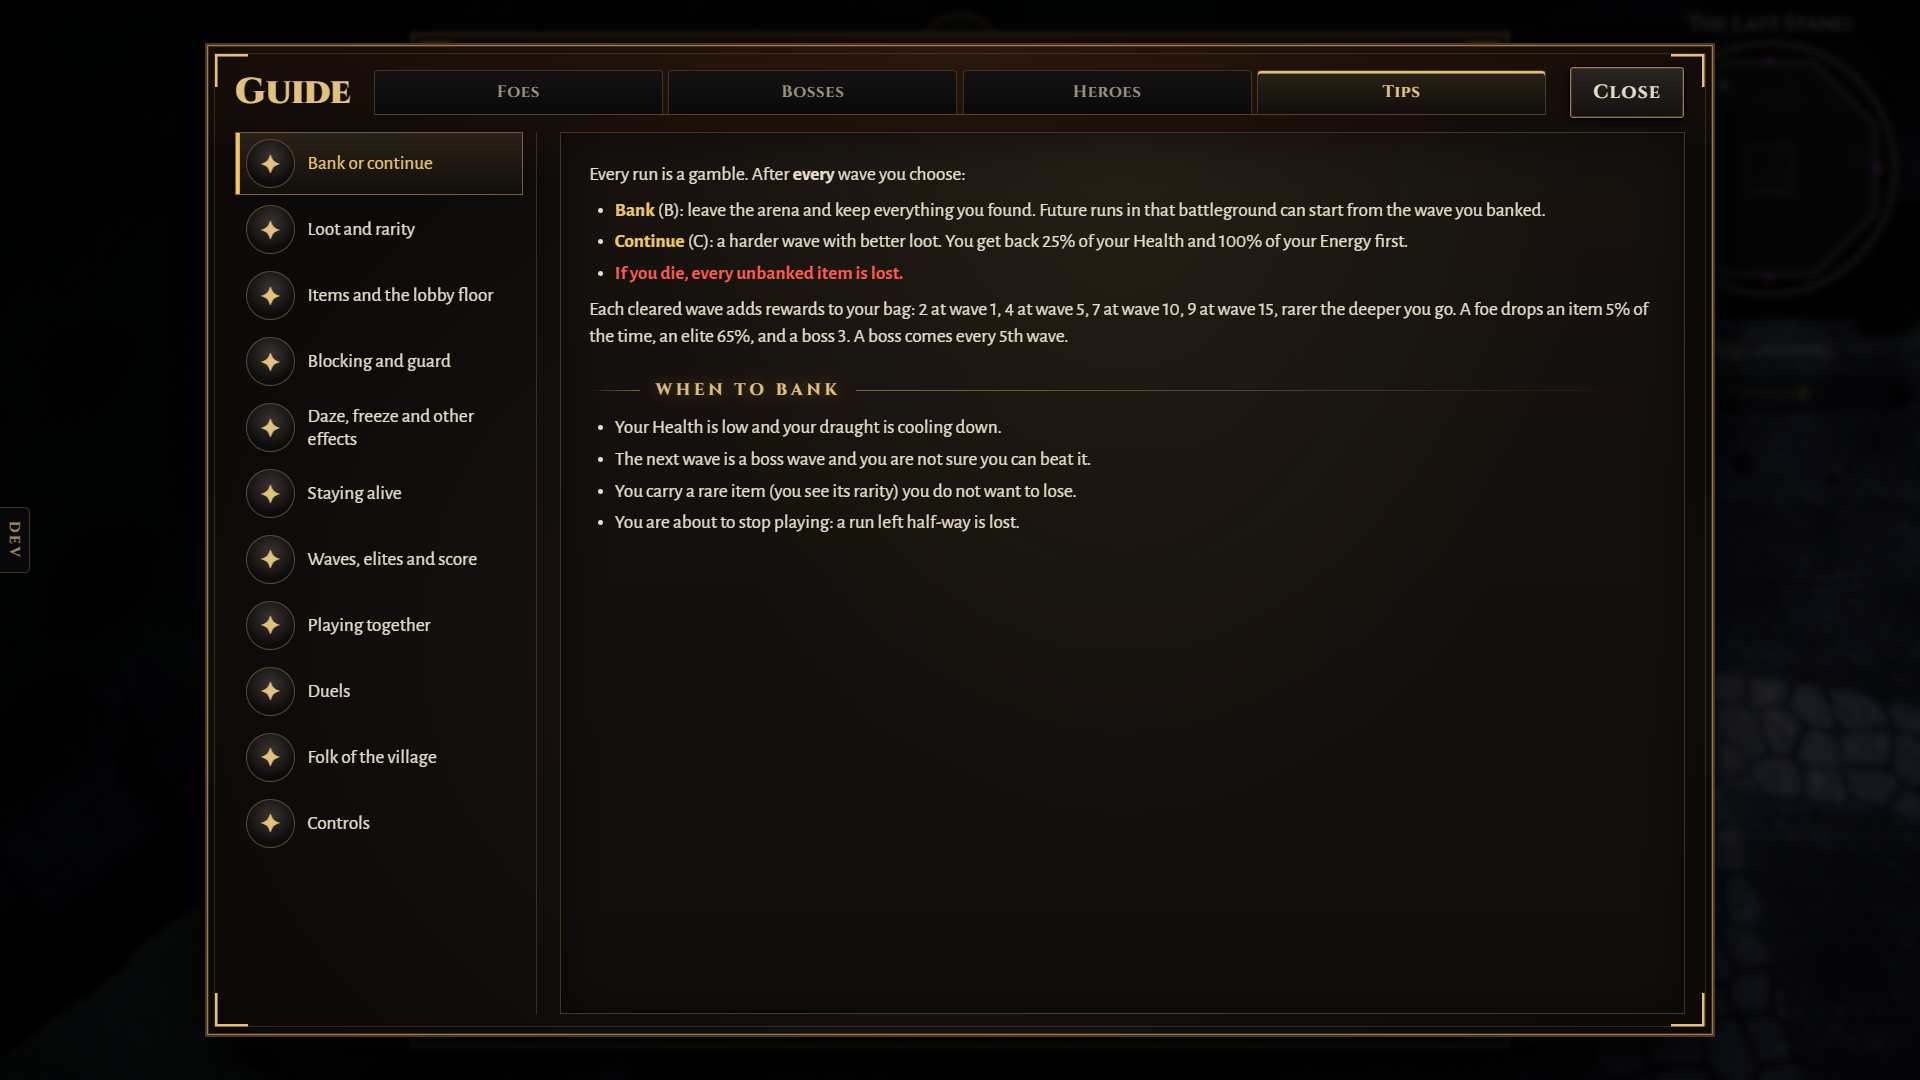 THE LAST STAND
GUIDE
FOES
BOSSES
HEROES
TIPS
CLOSE
Bank or continue
Loot and rarity
Items and the lobby floor
Blocking and guard
Daze, freeze and other
effects
Staying alive
Waves, elites and score
Playing together
Duels
Folk of the village
Controls
DEV
Every run is a gamble. After every wave you choose:
• Bank (B): leave the arena and keep everything you found. Future runs in that battleground can start from the wave you banked.
• Continue (C): a harder wave with better loot. You get back 25% of your Health and 100% of your Energy first.
• If you die, every unbanked item is lost.
Each cleared wave adds rewards to your bag: 2 at wave 1, 4 at wave 5, 7 at wave 10, 9 at wave 15, rarer the deeper you go. A foe drops an item 5% of
the time, an elite 65%, and a boss 3. A boss comes every 5th wave.
WHEN TO BANK
• Your Health is low and your draught is cooling down.
• The next wave is a boss wave and you are not sure you can beat it.
• You carry a rare item (you see its rarity) you do not want to lose.
• You are about to stop playing: a run left half-way is lost.